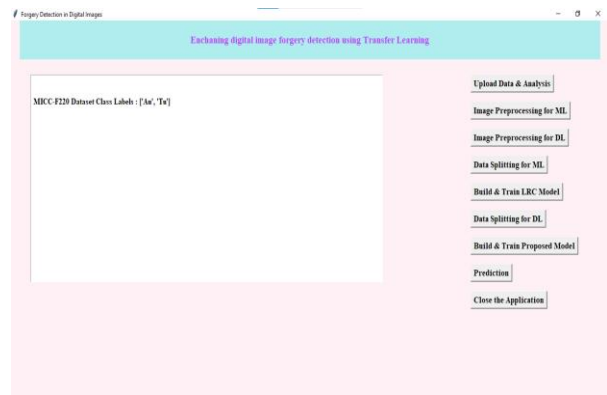 Forgery Detection in Digital Images
Enchaning digital image forgery detection using Transfer Learning
MICC-F220 Dataset Class Labels : ['Au', 'Tu']
Upload Data & Analysis
Image Preprocessing for ML
Image Preprocessing for DL
Data Splitting for ML
Build & Train LRC Model
Data Splitting for DL
Build & Train Proposed Model
Prediction
Close the Application